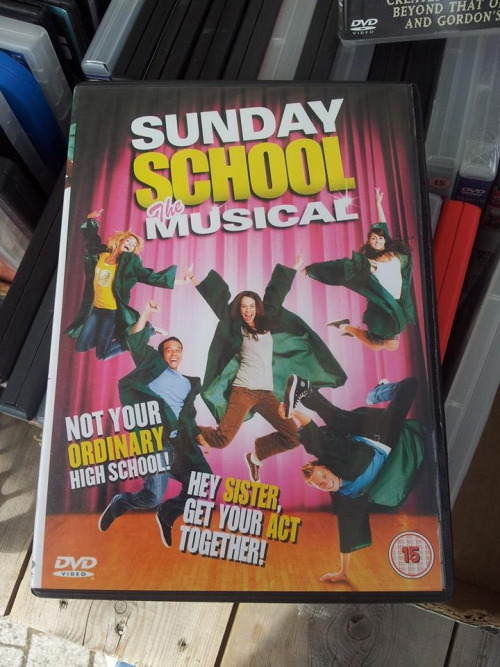 BEYOND THAT
AND GORDON'S
DVD
VIDEO
SUNDAY
SCHOOL
The
MUSICAL
NOT YOUR
ORDINARY
HIGH SCHOOL!
HEY SISTER,
GET YOUR ACT
TOGETHER!
DVD
VIDEO
15